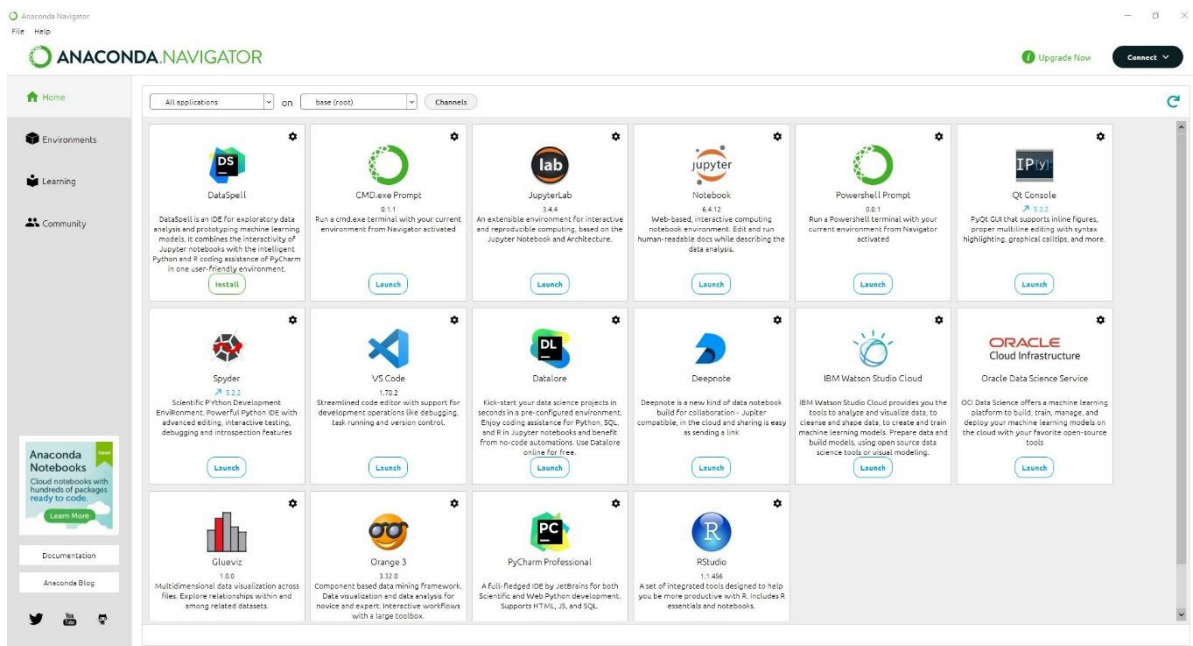 Anaconda Navigator
File Help
ANACONDA.NAVIGATOR
Upgrade Now
Connect
Home
Environments
Learning
Community
All applications on base (root) Channels
DS
DataSpell
DataSpell is an IDE for exploratory data
analysis and prototyping machine learning
models. It combines the interactivity of
Jupyter notebooks with the intelligent
Python and R coding assistance of PyCharm
in one user-friendly environment.
Install
CMD.exe Prompt
0.1.1
Run a cmd.exe terminal with your current
environment from Navigator activated
Launch
lab
JupyterLab
3.4.4
An extensible environment for interactive
and reproducible computing, based on the
Jupyter Notebook and Architecture.
Launch
jupyter
Notebook
6.4.12
Web-based, interactive computing
notebook environment. Edit and run
human-readable docs while describing the
data analysis.
Launch
Powershell Prompt
0.0.1
Run a Powershell terminal with your
current environment from Navigator
activated
Launch
IP[y]
Qt Console
5.2.2
PyQt GUI that supports inline figures,
proper multiline editing with syntax
highlighting, graphical calltips, and more.
Launch
Spyder
5.2.2
Scientific PYthon Development
EnviRonment. Powerful Python IDE with
advanced editing, interactive testing,
debugging and introspection features
Launch
VS Code
1.70.2
Streamlined code editor with support for
development operations like debugging,
task running and version control.
Launch
DL
Datalore
Kick-start your data science projects in
seconds in a pre-configured environment.
Enjoy coding assistance for Python, SQL,
and R in Jupyter notebooks and benefit
from no-code automations. Use Datalore
online for free.
Launch
Deepnote
Deepnote is a new kind of data notebook
build for collaboration - Jupiter
compatible, in the cloud and sharing is easy
as sending a link
Launch
IBM Watson Studio Cloud
IBM Watson Studio Cloud provides you the
tools to analyze and visualize data, to
cleanse and shape data, to create and train
machine learning models. Prepare data and
build models, using open source data
science tools or visual modeling.
Launch
ORACLE
Cloud Infrastructure
Oracle Data Science Service
OCI Data Science offers a machine learning
platform to build, train, manage, and
deploy your machine learning models on
the cloud with your favorite open-source
tools
Launch
Glueviz
1.0.0
Multidimensional data visualization across
files. Explore relationships within and
among related datasets.
Orange 3
3.32.0
Component based data mining framework.
Data visualization and data analysis for
novice and expert. Interactive workflows
with a large toolbox.
PC
PyCharm Professional
A full-fledged IDE by JetBrains for both
Scientific and Web Python development.
Supports HTML, JS, and SQL.
R
RStudio
1.1.456
A set of integrated tools designed to help
you be more productive with R. Includes R
essentials and notebooks.
Anaconda
Notebooks
New!
Cloud notebooks with
hundreds of packages
ready to code.
Learn More
Documentation
Anaconda Blog
You
Tube